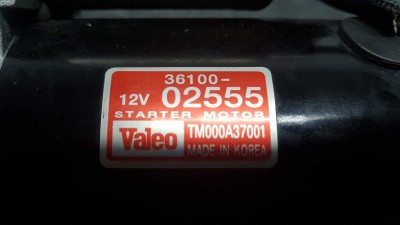 36100-
12V 02555
STARTER MOTOR
Valeo TM000A37001
MADE IN KOREA